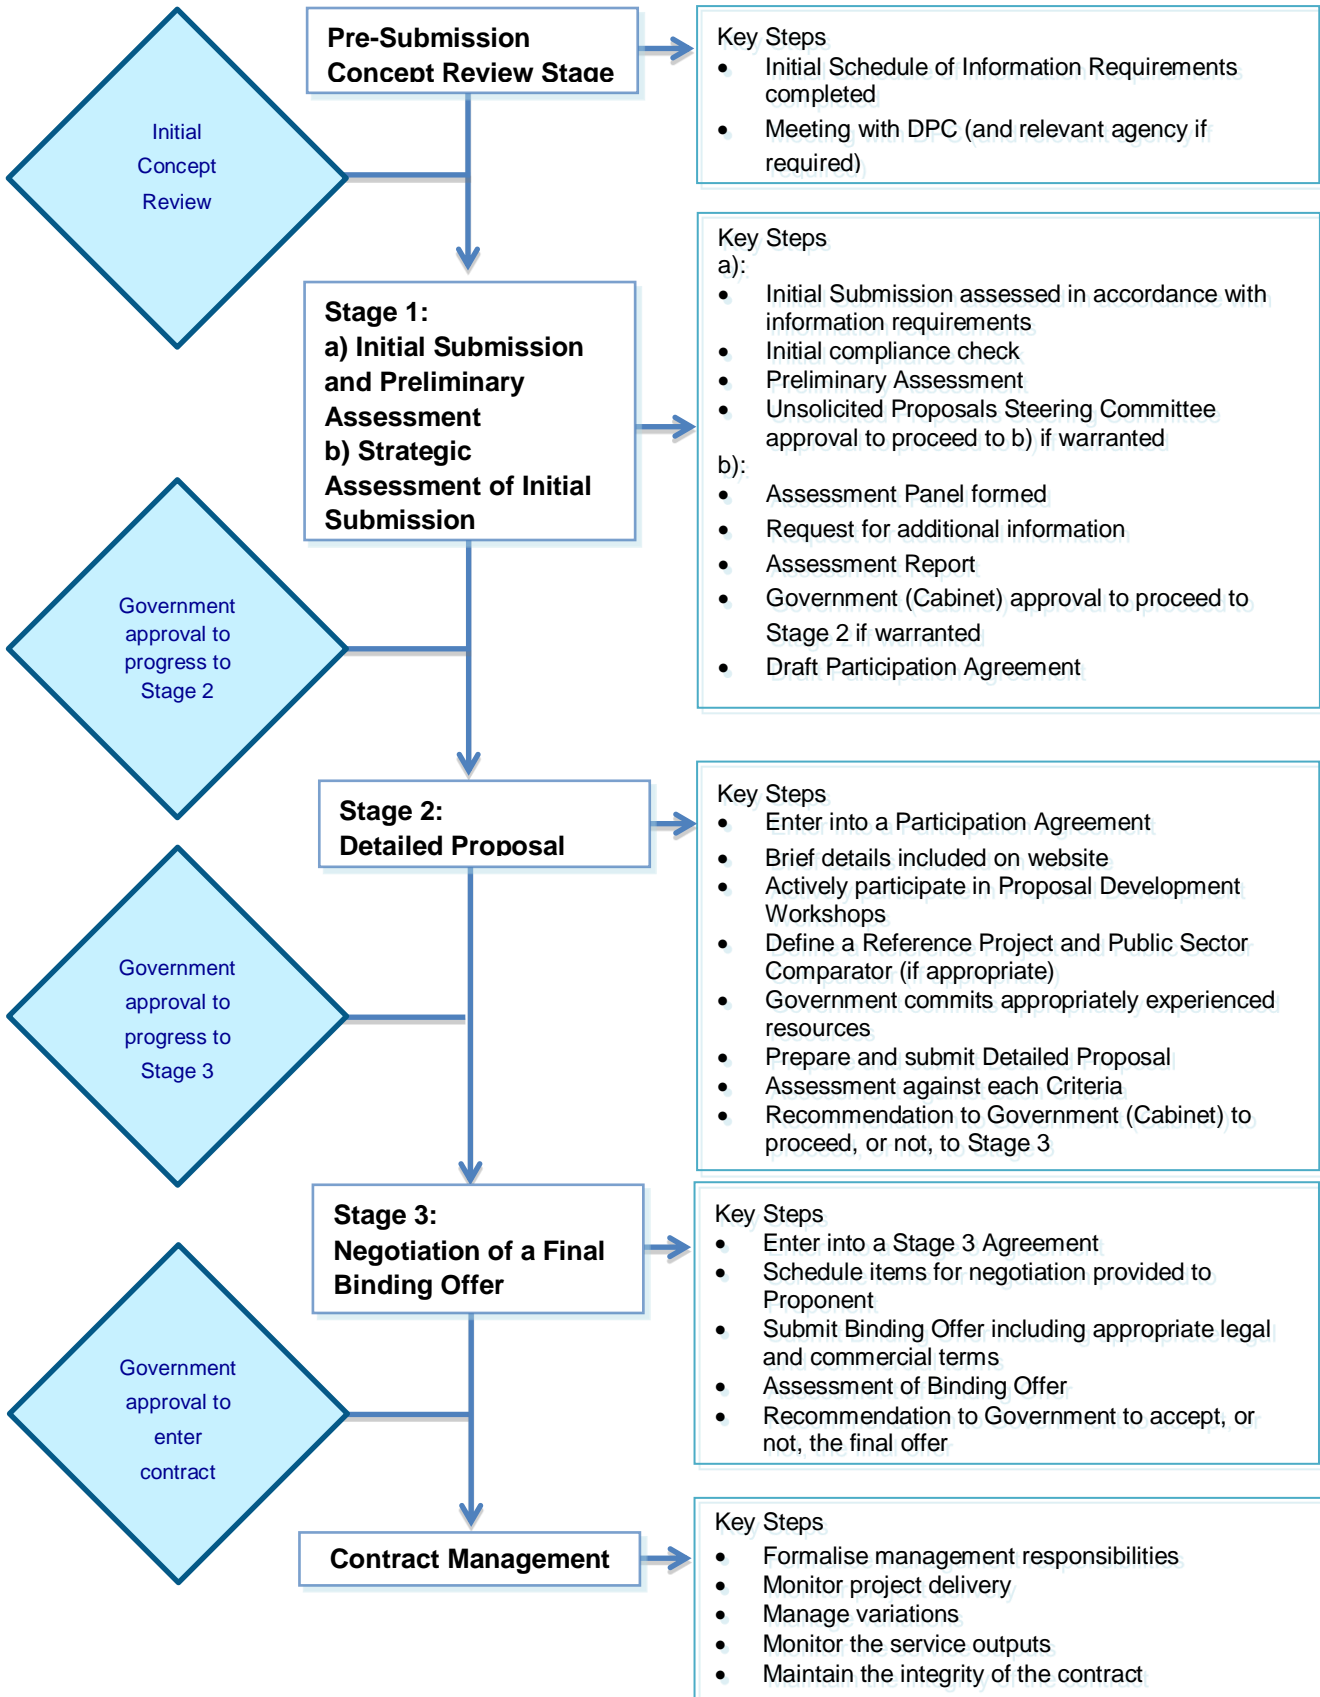 Pre-Submission
Concept Review Stage
Key Steps
• Initial Schedule of Information Requirements
completed
• Meeting with DPC (and relevant agency if
required)
Initial
Concept
Review
Stage 1:
a) Initial Submission
and Preliminary
Assessment
b) Strategic
Assessment of Initial
Submission
Key Steps
a):
• Initial Submission assessed in accordance with
information requirements
• Initial compliance check
• Preliminary Assessment
• Unsolicited Proposals Steering Committee
approval to proceed to b) if warranted
b):
• Assessment Panel formed
• Request for additional information
• Assessment Report
• Government (Cabinet) approval to proceed to
Stage 2 if warranted
• Draft Participation Agreement
Government
approval to
progress to
Stage 2
Stage 2:
Detailed Proposal
Key Steps
• Enter into a Participation Agreement
• Brief details included on website
• Actively participate in Proposal Development
Workshops
• Define a Reference Project and Public Sector
Comparator (if appropriate)
• Government commits appropriately experienced
resources
• Prepare and submit Detailed Proposal
• Assessment against each Criteria
• Recommendation to Government (Cabinet) to
proceed, or not, to Stage 3
Government
approval to
progress to
Stage 3
Stage 3:
Negotiation of a Final
Binding Offer
Key Steps
• Enter into a Stage 3 Agreement
• Schedule items for negotiation provided to
Proponent
• Submit Binding Offer including appropriate legal
and commercial terms
• Assessment of Binding Offer
• Recommendation to Government to accept, or
not, the final offer
Government
approval to
enter
contract
Contract Management
Key Steps
• Formalise management responsibilities
• Monitor project delivery
• Manage variations
• Monitor the service outputs
• Maintain the integrity of the contract